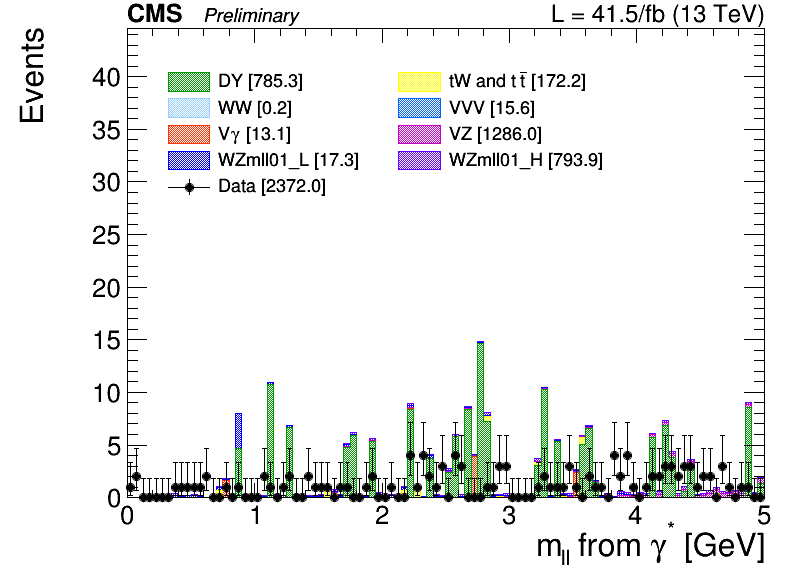 CMS Preliminary L = 41.5/fb (13 TeV)
Events
40
35
30
25
20
15
10
5
0
DY [785.3] tW and t t̅ [172.2]
WW [0.2] VVV [15.6]
Vγ [13.1] VZ [1286.0]
WZmll01_L [17.3] WZmll01_H [793.9]
Data [2372.0]
0 1 2 3 4 5
m_ll from γ* [GeV]